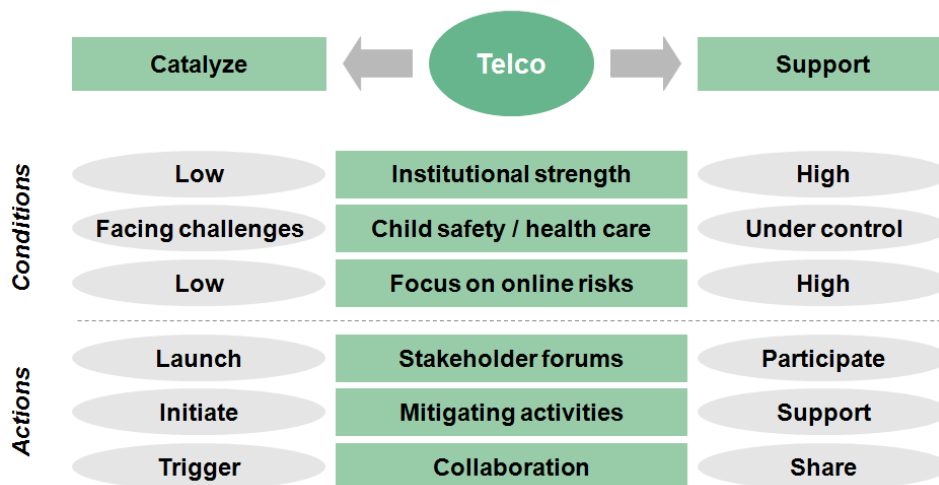 Catalyze
Telco
Support
Conditions
Low
Institutional strength
High
Facing challenges
Child safety / health care
Under control
Low
Focus on online risks
High
Actions
Launch
Stakeholder forums
Participate
Initiate
Mitigating activities
Support
Trigger
Collaboration
Share